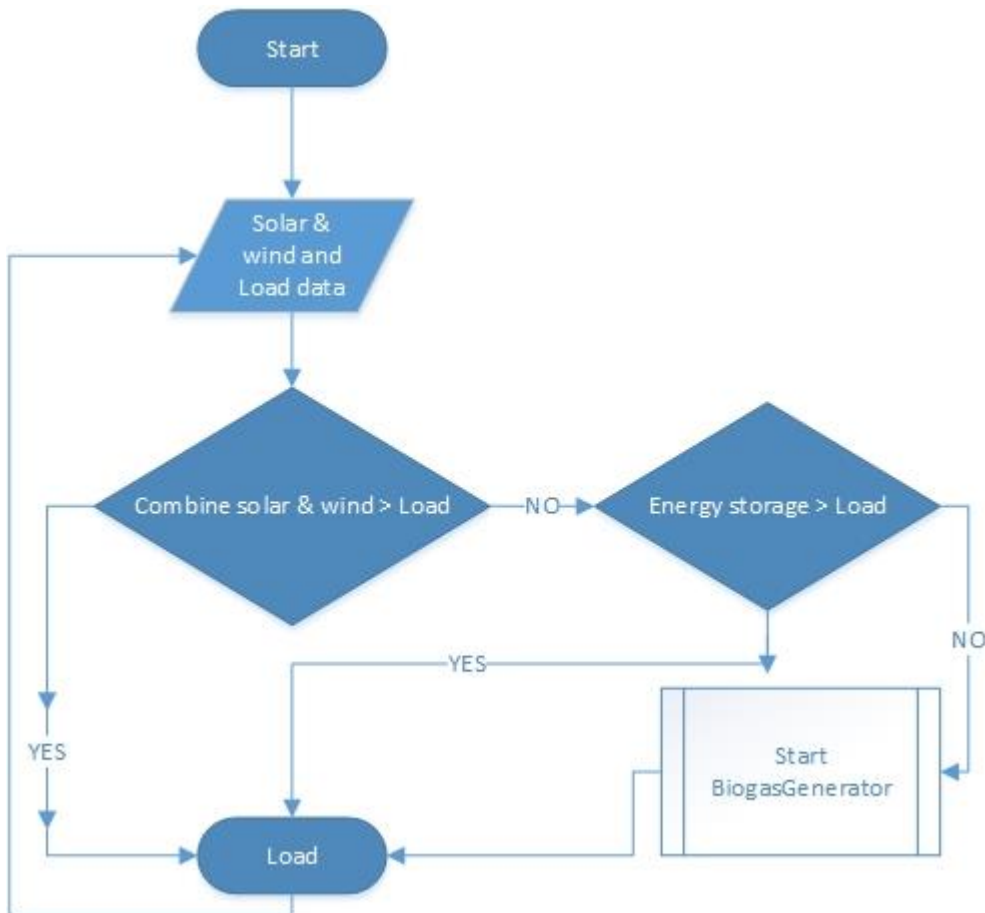 Start
Solar &
wind and
Load data
Combine solar & wind > Load
NO
Energy storage > Load
NO
YES
YES
Start
BiogasGenerator
Load